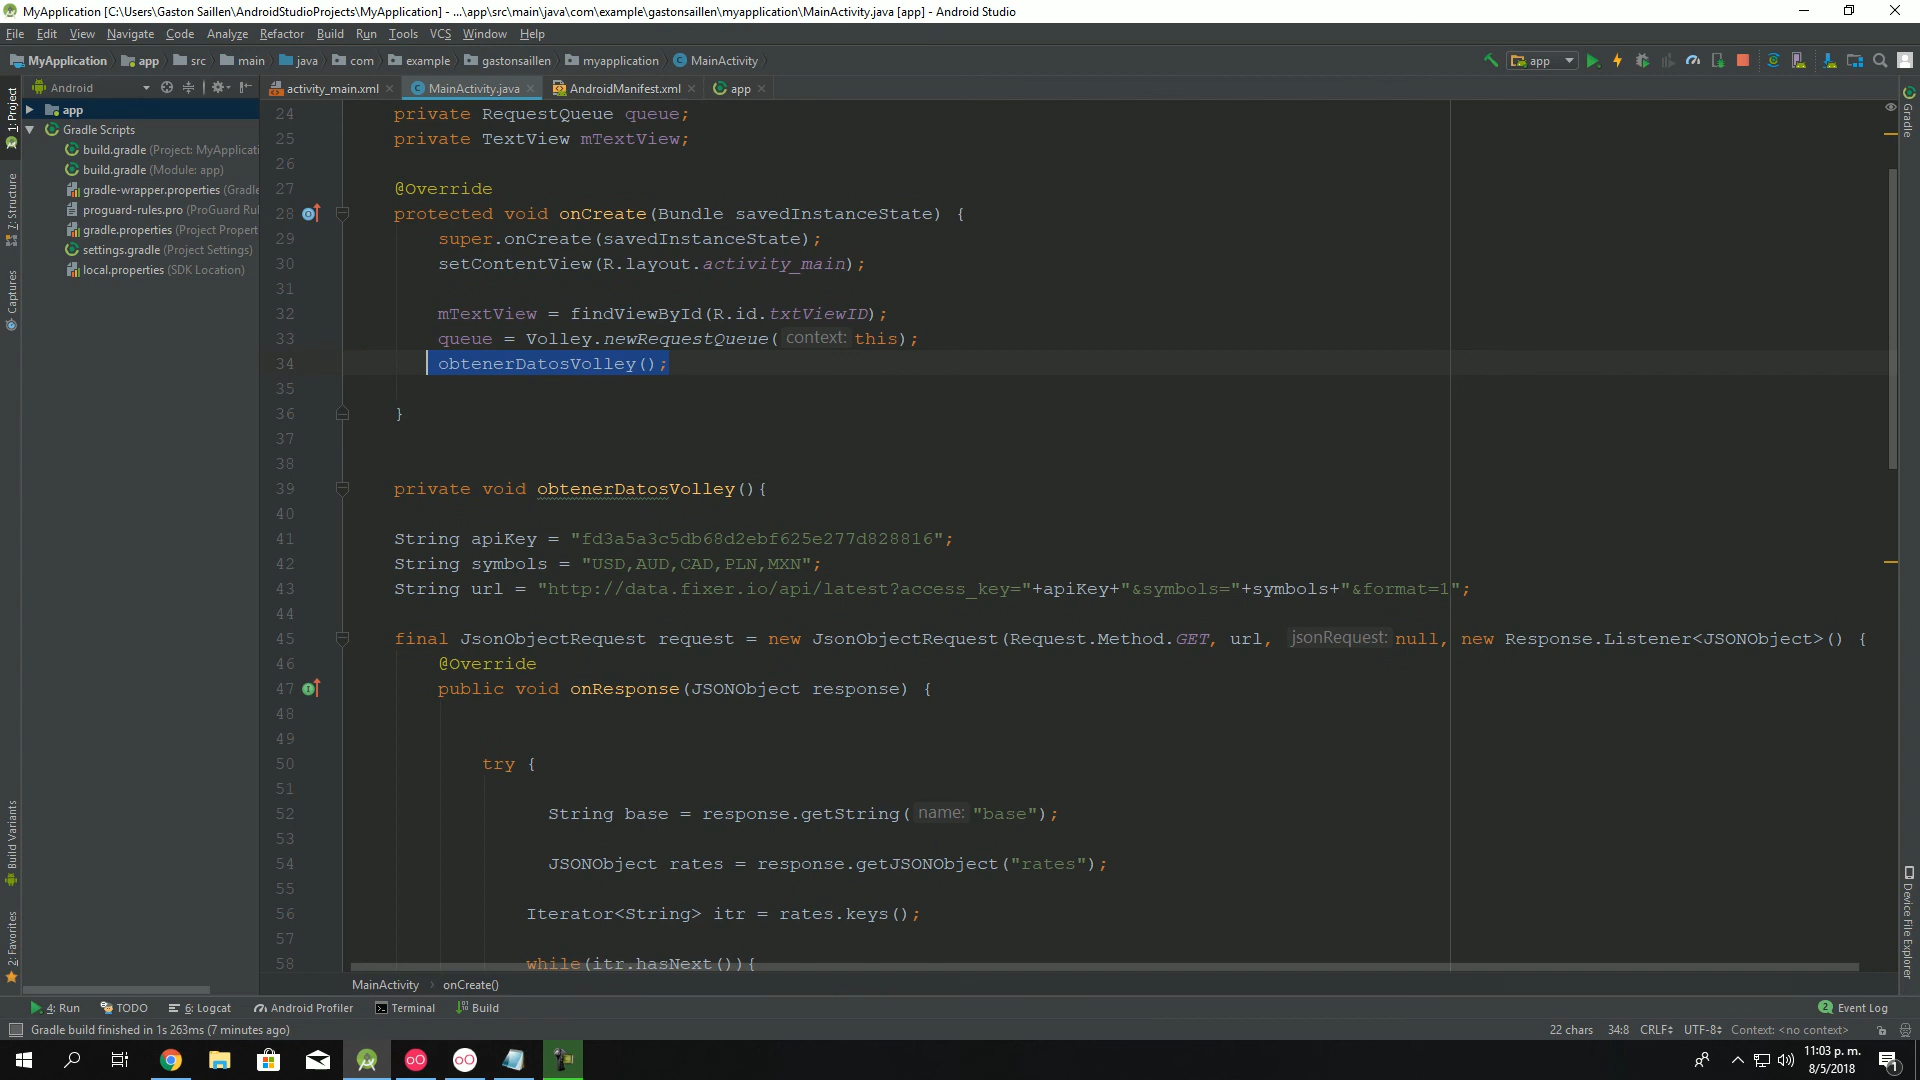 MyApplication [C:\Users\Gaston Saillen\AndroidStudioProjects\MyApplication] - ...\app\src\main\java\com\example\gastonsaillen\myapplication\MainActivity.java [app] - Android Studio
File Edit View Navigate Code Analyze Refactor Build Run Tools VCS Window Help
MyApplication app src main java com example gastonsaillen myapplication MainActivity app
Android activity_main.xml MainActivity.java AndroidManifest.xml app
1: Project
7: Structure
Captures
Build Variants
2: Favorites
app
Gradle Scripts
build.gradle (Project: MyApplicati
build.gradle (Module: app)
gradle-wrapper.properties (Gradle
proguard-rules.pro (ProGuard Rul
gradle.properties (Project Propert
settings.gradle (Project Settings)
local.properties (SDK Location)
24 private RequestQueue queue;
25 private TextView mTextView;
26
27 @Override
28 protected void onCreate(Bundle savedInstanceState) {
29 super.onCreate(savedInstanceState);
30 setContentView(R.layout.activity_main);
31
32 mTextView = findViewById(R.id.txtViewID);
33 queue = Volley.newRequestQueue( context: this);
34 obtenerDatosVolley();
35
36 }
37
38
39 private void obtenerDatosVolley(){
40
41 String apiKey = "fd3a5a3c5db68d2ebf625e277d828816";
42 String symbols = "USD,AUD,CAD,PLN,MXN";
43 String url = "http://data.fixer.io/api/latest?access_key="+apiKey+"&symbols="+symbols+"&format=1";
44
45 final JsonObjectRequest request = new JsonObjectRequest(Request.Method.GET, url, jsonRequest: null, new Response.Listener<JSONObject>() {
46 @Override
47 public void onResponse(JSONObject response) {
48
49
50 try {
51
52 String base = response.getString( name: "base");
53
54 JSONObject rates = response.getJSONObject("rates");
55
56 Iterator<String> itr = rates.keys();
57
58 while(itr.hasNext()){
Gradle
Device File Explorer
MainActivity onCreate()
4: Run TODO 6: Logcat Android Profiler Terminal Build 2 Event Log
Gradle build finished in 1s 263ms (7 minutes ago) 22 chars 34:8 CRLF UTF-8 Context: <no context>
11:03 p. m.
8/5/2018
1